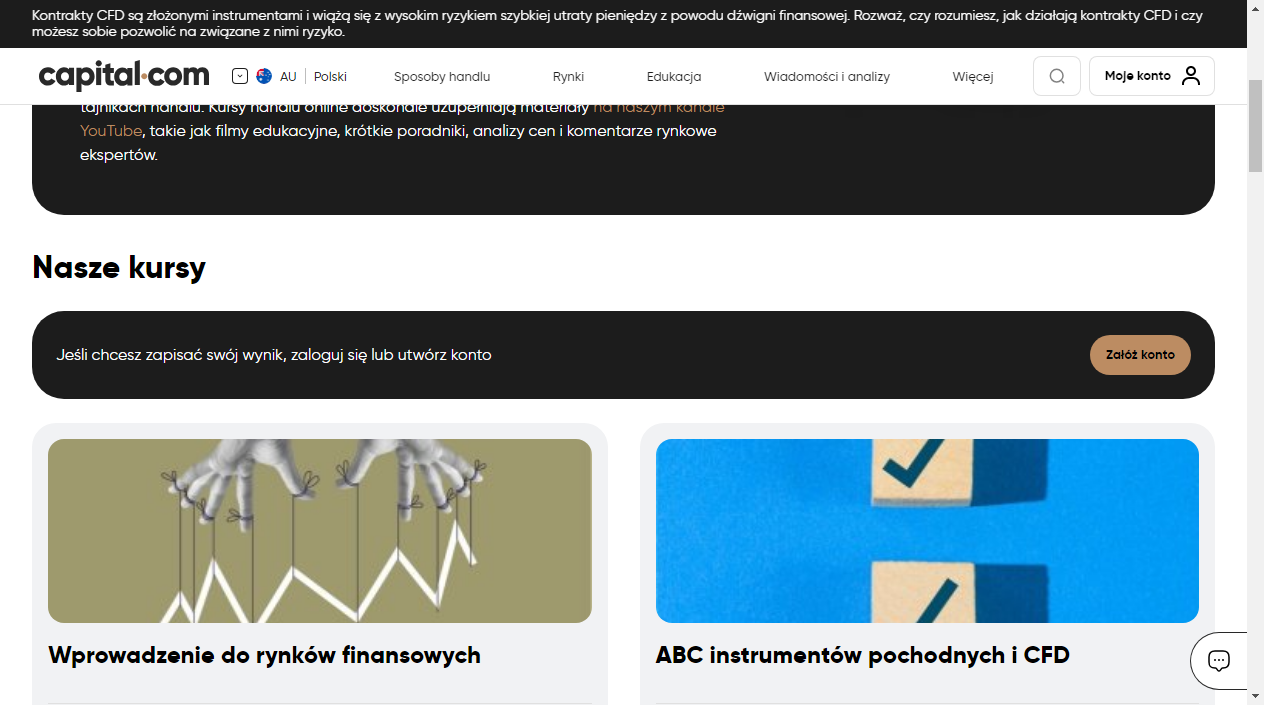 Kontrakty CFD są złożonymi instrumentami i wiążą się z wysokim ryzykiem szybkiej utraty pieniędzy z powodu dźwigni finansowej. Rozważ, czy rozumiesz, jak działają kontrakty CFD i czy
możesz sobie pozwolić na związane z nimi ryzyko.
capital.com AU Polski Sposoby handlu Rynki Edukacja Wiadomości i analizy Więcej Moje konto
tajnikach handlu. Kursy handlu online doskonale uzupełniają materiały na naszym kanale
YouTube, takie jak filmy edukacyjne, krótkie poradniki, analizy cen i komentarze rynkowe
ekspertów.
Nasze kursy
Jeśli chcesz zapisać swój wynik, zaloguj się lub utwórz konto
Załóż konto
Wprowadzenie do rynków finansowych
ABC instrumentów pochodnych i CFD